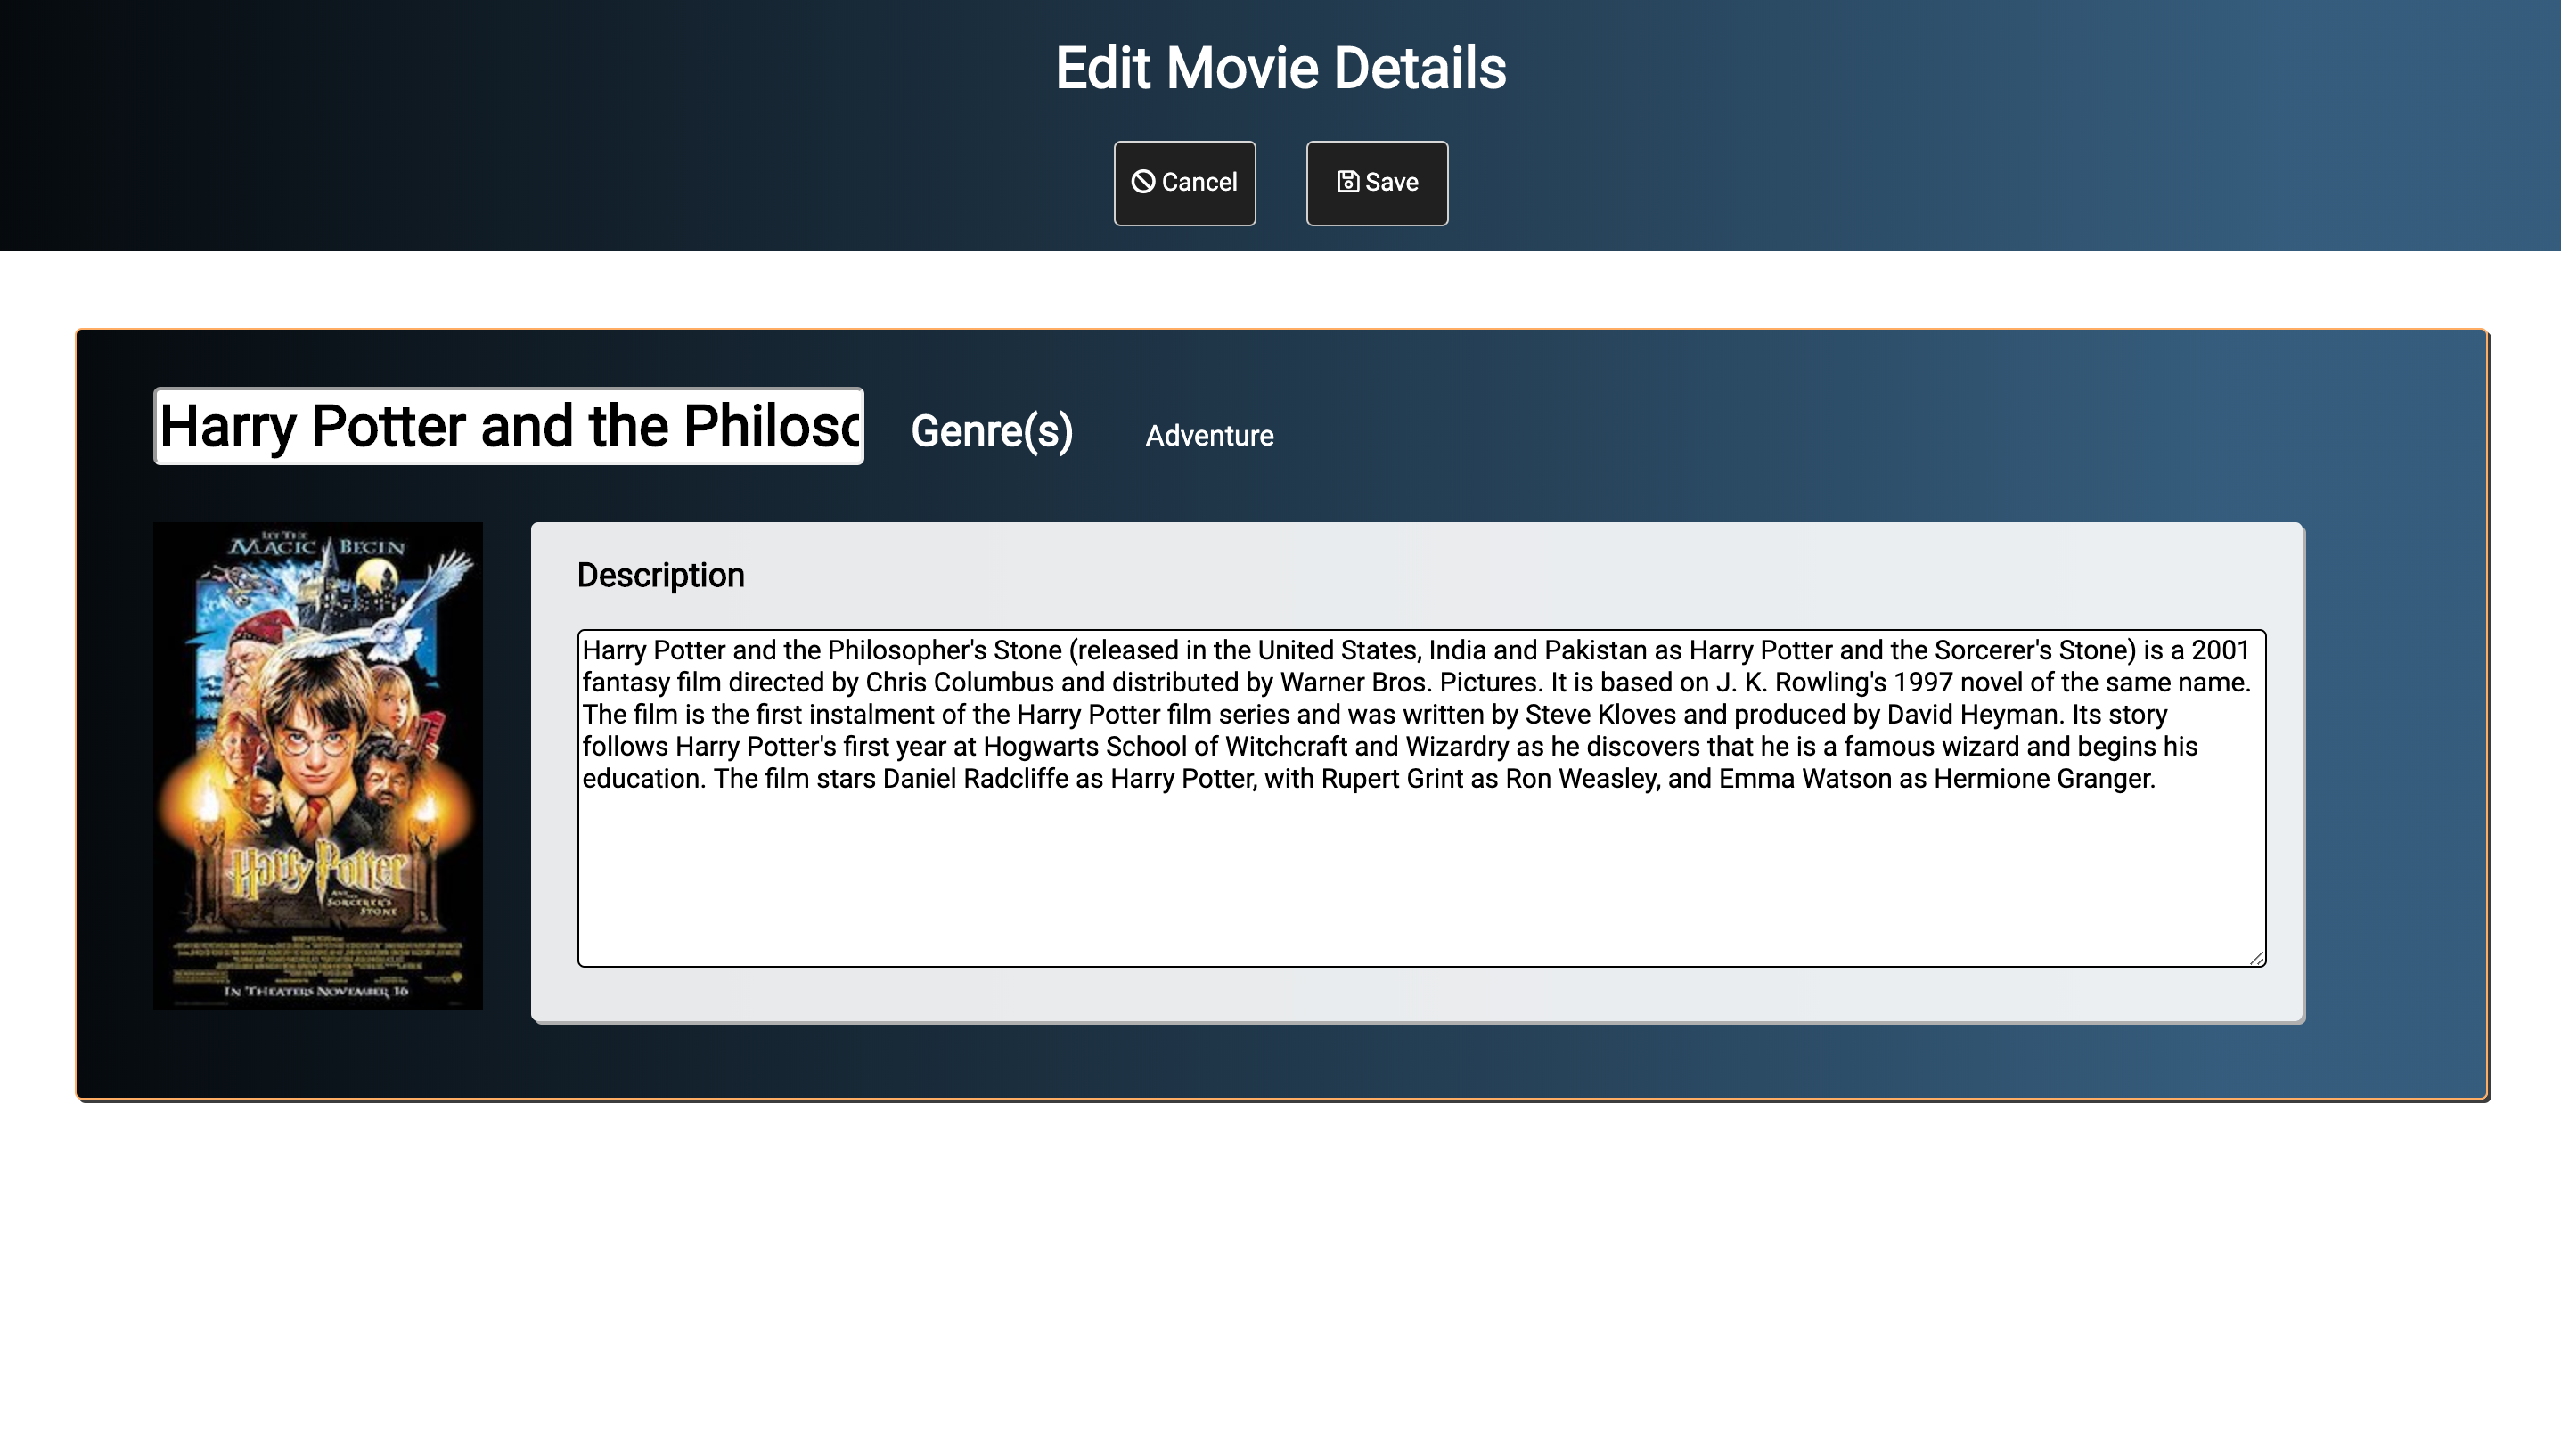 Edit Movie Details
Cancel
Save
Harry Potter and the Philoso
Genre(s)
Adventure
LET THE
MAGIC BEGIN
Harry Potter
AND THE
SORCERER'S
STONE
IN THEATERS NOVEMBER 16
Description
Harry Potter and the Philosopher's Stone (released in the United States, India and Pakistan as Harry Potter and the Sorcerer's Stone) is a 2001
fantasy film directed by Chris Columbus and distributed by Warner Bros. Pictures. It is based on J. K. Rowling's 1997 novel of the same name.
The film is the first instalment of the Harry Potter film series and was written by Steve Kloves and produced by David Heyman. Its story
follows Harry Potter's first year at Hogwarts School of Witchcraft and Wizardry as he discovers that he is a famous wizard and begins his
education. The film stars Daniel Radcliffe as Harry Potter, with Rupert Grint as Ron Weasley, and Emma Watson as Hermione Granger.